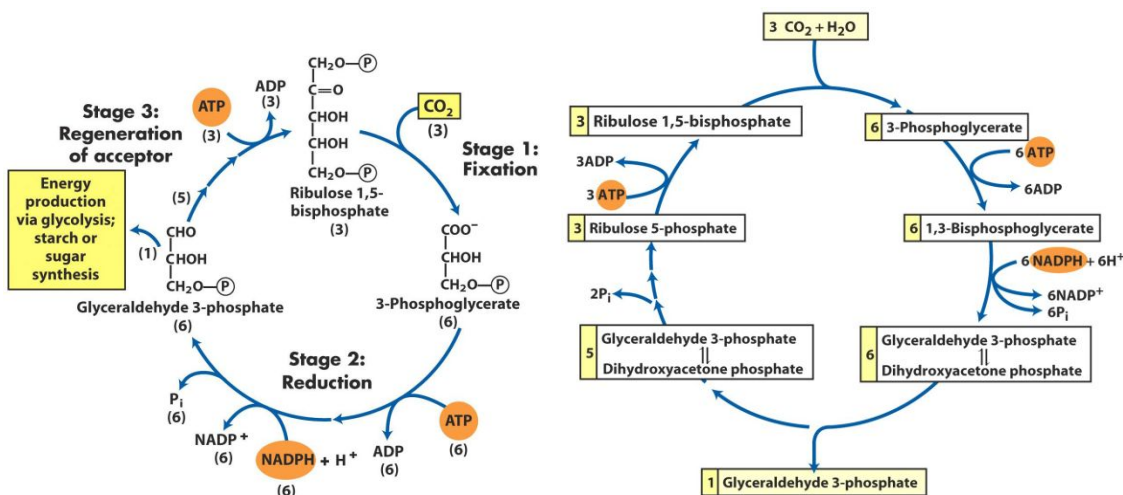 CH₂O—P
C=O
CHOH
CHOH
CH₂O—P
Ribulose 1,5-
bisphosphate
(3)
CO₂
(3)
Stage 1:
Fixation
COO⁻
CHOH
CH₂O—P
3-Phosphoglycerate
(6)
ATP
(6)
ADP
(6)
Stage 2:
Reduction
NADPH + H⁺
(6)
NADP⁺
(6)
Pᵢ
(6)
CHO
CHOH
CH₂O—P
Glyceraldehyde 3-phosphate
(6)
(1)
Energy
production
via glycolysis;
starch or
sugar
synthesis
(5)
Stage 3:
Regeneration
of acceptor
ATP
(3)
ADP
(3)
3 CO₂ + H₂O
6 3-Phosphoglycerate
6 ATP
6ADP
6 1,3-Bisphosphoglycerate
6 NADPH + 6H⁺
6NADP⁺
6Pᵢ
6 Glyceraldehyde 3-phosphate
⇌
Dihydroxyacetone phosphate
1 Glyceraldehyde 3-phosphate
5 Glyceraldehyde 3-phosphate
⇌
Dihydroxyacetone phosphate
2Pᵢ
3 Ribulose 5-phosphate
3 ATP
3ADP
3 Ribulose 1,5-bisphosphate